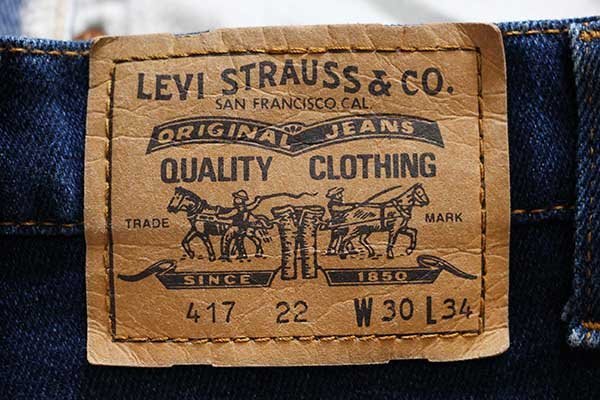 LEVI STRAUSS & CO.
SAN FRANCISCO, CAL.
ORIGINAL JEANS
QUALITY CLOTHING
TRADE MARK
SINCE 1850
417 22 W 30 L 34